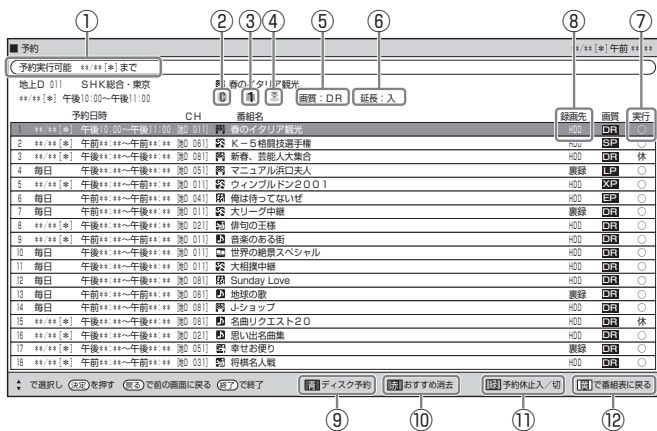 ① ② ③ ④ ⑤ ⑥ ⑧ ⑦
■ 予約 **/**[*] 午前 **:**
予約実行可能 **/**[*] まで
地上D 011 SHK総合・東京 春のイタリア観光
**/**[*] 午後10:00~午後11:00 画質:DR 延長:入
予約日時 CH 番組名 録画先 画質 実行
1 **/**[*] 午後10:00~午後11:00 [地D 011] 春のイタリア観光 HDD DR ○
2 **/**[*] 午前**:**~午前**:** [地D 061] K-5格闘技選手権 HDD SP ○
3 **/**[*] 午後**:**~午前**:** [地D 081] 新春、芸能人大集合 HDD DR 休
4 毎日 午後**:**~午後**:** [地D 051] マニュアル浜口夫人 裏録 LP ○
5 **/**[*] 午後**:**~午後**:** [地D 011] ウィンブルドン2001 HDD XP ○
6 毎日 午前**:**~午前**:** [地D 041] 俺は待ってないぜ HDD EP ○
7 毎日 午前**:**~午前**:** [地D 011] 大リーグ中継 裏録 DR ○
8 **/**[*] 午後**:**~午後**:** [地D 021] 俳句の王様 HDD DR ○
9 **/**[*] 午前**:**~午前**:** [地D 021] 音楽のある街 HDD DR ○
10 毎日 午後**:**~午後**:** [地D 011] 世界の絶景スペシャル HDD DR ○
11 毎日 午後**:**~午後**:** [地D 011] 大相撲中継 HDD DR ○
12 毎日 午後**:**~午後**:** [地D 081] Sunday Love HDD DR ○
13 毎日 午前**:**~午前**:** [地D 061] 地球の歌 裏録 DR ○
14 毎日 午前**:**~午前**:** [地D 081] J-ショップ HDD DR ○
15 **/**[*] 午後**:**~午後**:** [地D 081] 名曲リクエスト20 HDD DR 休
16 **/**[*] 午後**:**~午後**:** [地D 021] 思い出名曲集 HDD DR ○
17 **/**[*] 午後**:**~午後**:** [地D 051] 幸せお便り 裏録 DR ○
18 **/**[*] 午前**:**~午前**:** [地D 031] 将棋名人戦 HDD DR ○
で選択し 決定 を押す 戻る で前の画面に戻る 終了 で終了 青 ディスク予約 赤 おすすめ消去 緑 予約休止入/切 黄 で番組表に戻る
⑨ ⑩ ⑪ ⑫